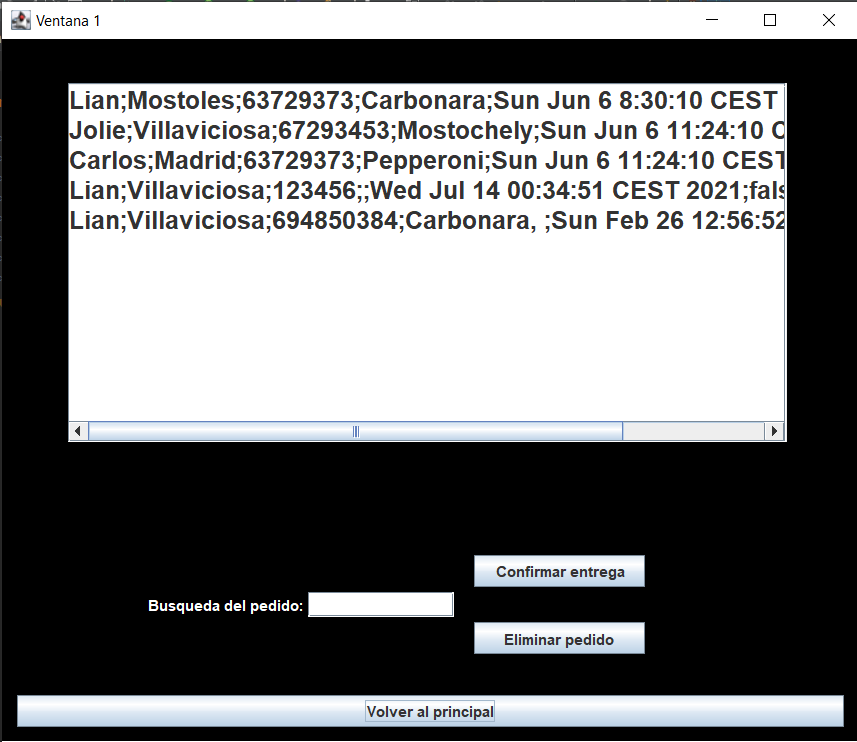 Ventana 1
Lian;Mostoles;63729373;Carbonara;Sun Jun 6 8:30:10 CEST
Jolie;Villaviciosa;67293453;Mostochely;Sun Jun 6 11:24:10 C
Carlos;Madrid;63729373;Pepperoni;Sun Jun 6 11:24:10 CEST
Lian;Villaviciosa;123456;;Wed Jul 14 00:34:51 CEST 2021;fals
Lian;Villaviciosa;694850384;Carbonara, ;Sun Feb 26 12:56:52
Confirmar entrega
Busqueda del pedido:
Eliminar pedido
Volver al principal